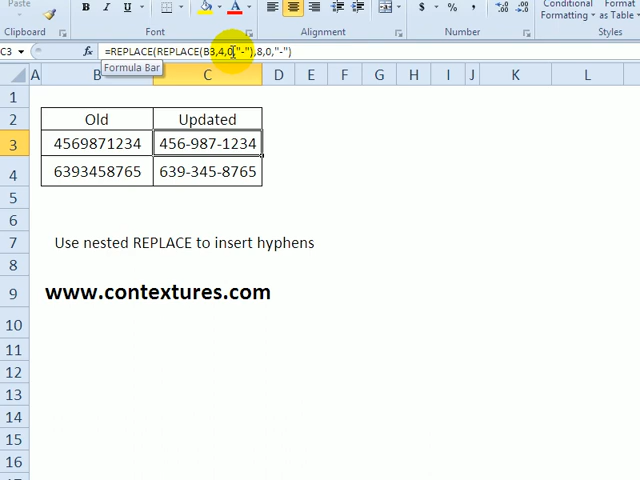 Paste
B I U A $ % , .00 .0
Conditional Format
Formatting as Table
Clipboard Font Alignment Number
C3 fx =REPLACE(REPLACE(B3,4,0,"-"),8,0,"-")
Formula Bar
A B C D E F G H I J K L
1
2 Old Updated
3 4569871234 456-987-1234
4 6393458765 639-345-8765
5
6
7 Use nested REPLACE to insert hyphens
8
9 www.contextures.com
10
11
12
13
14
15
16